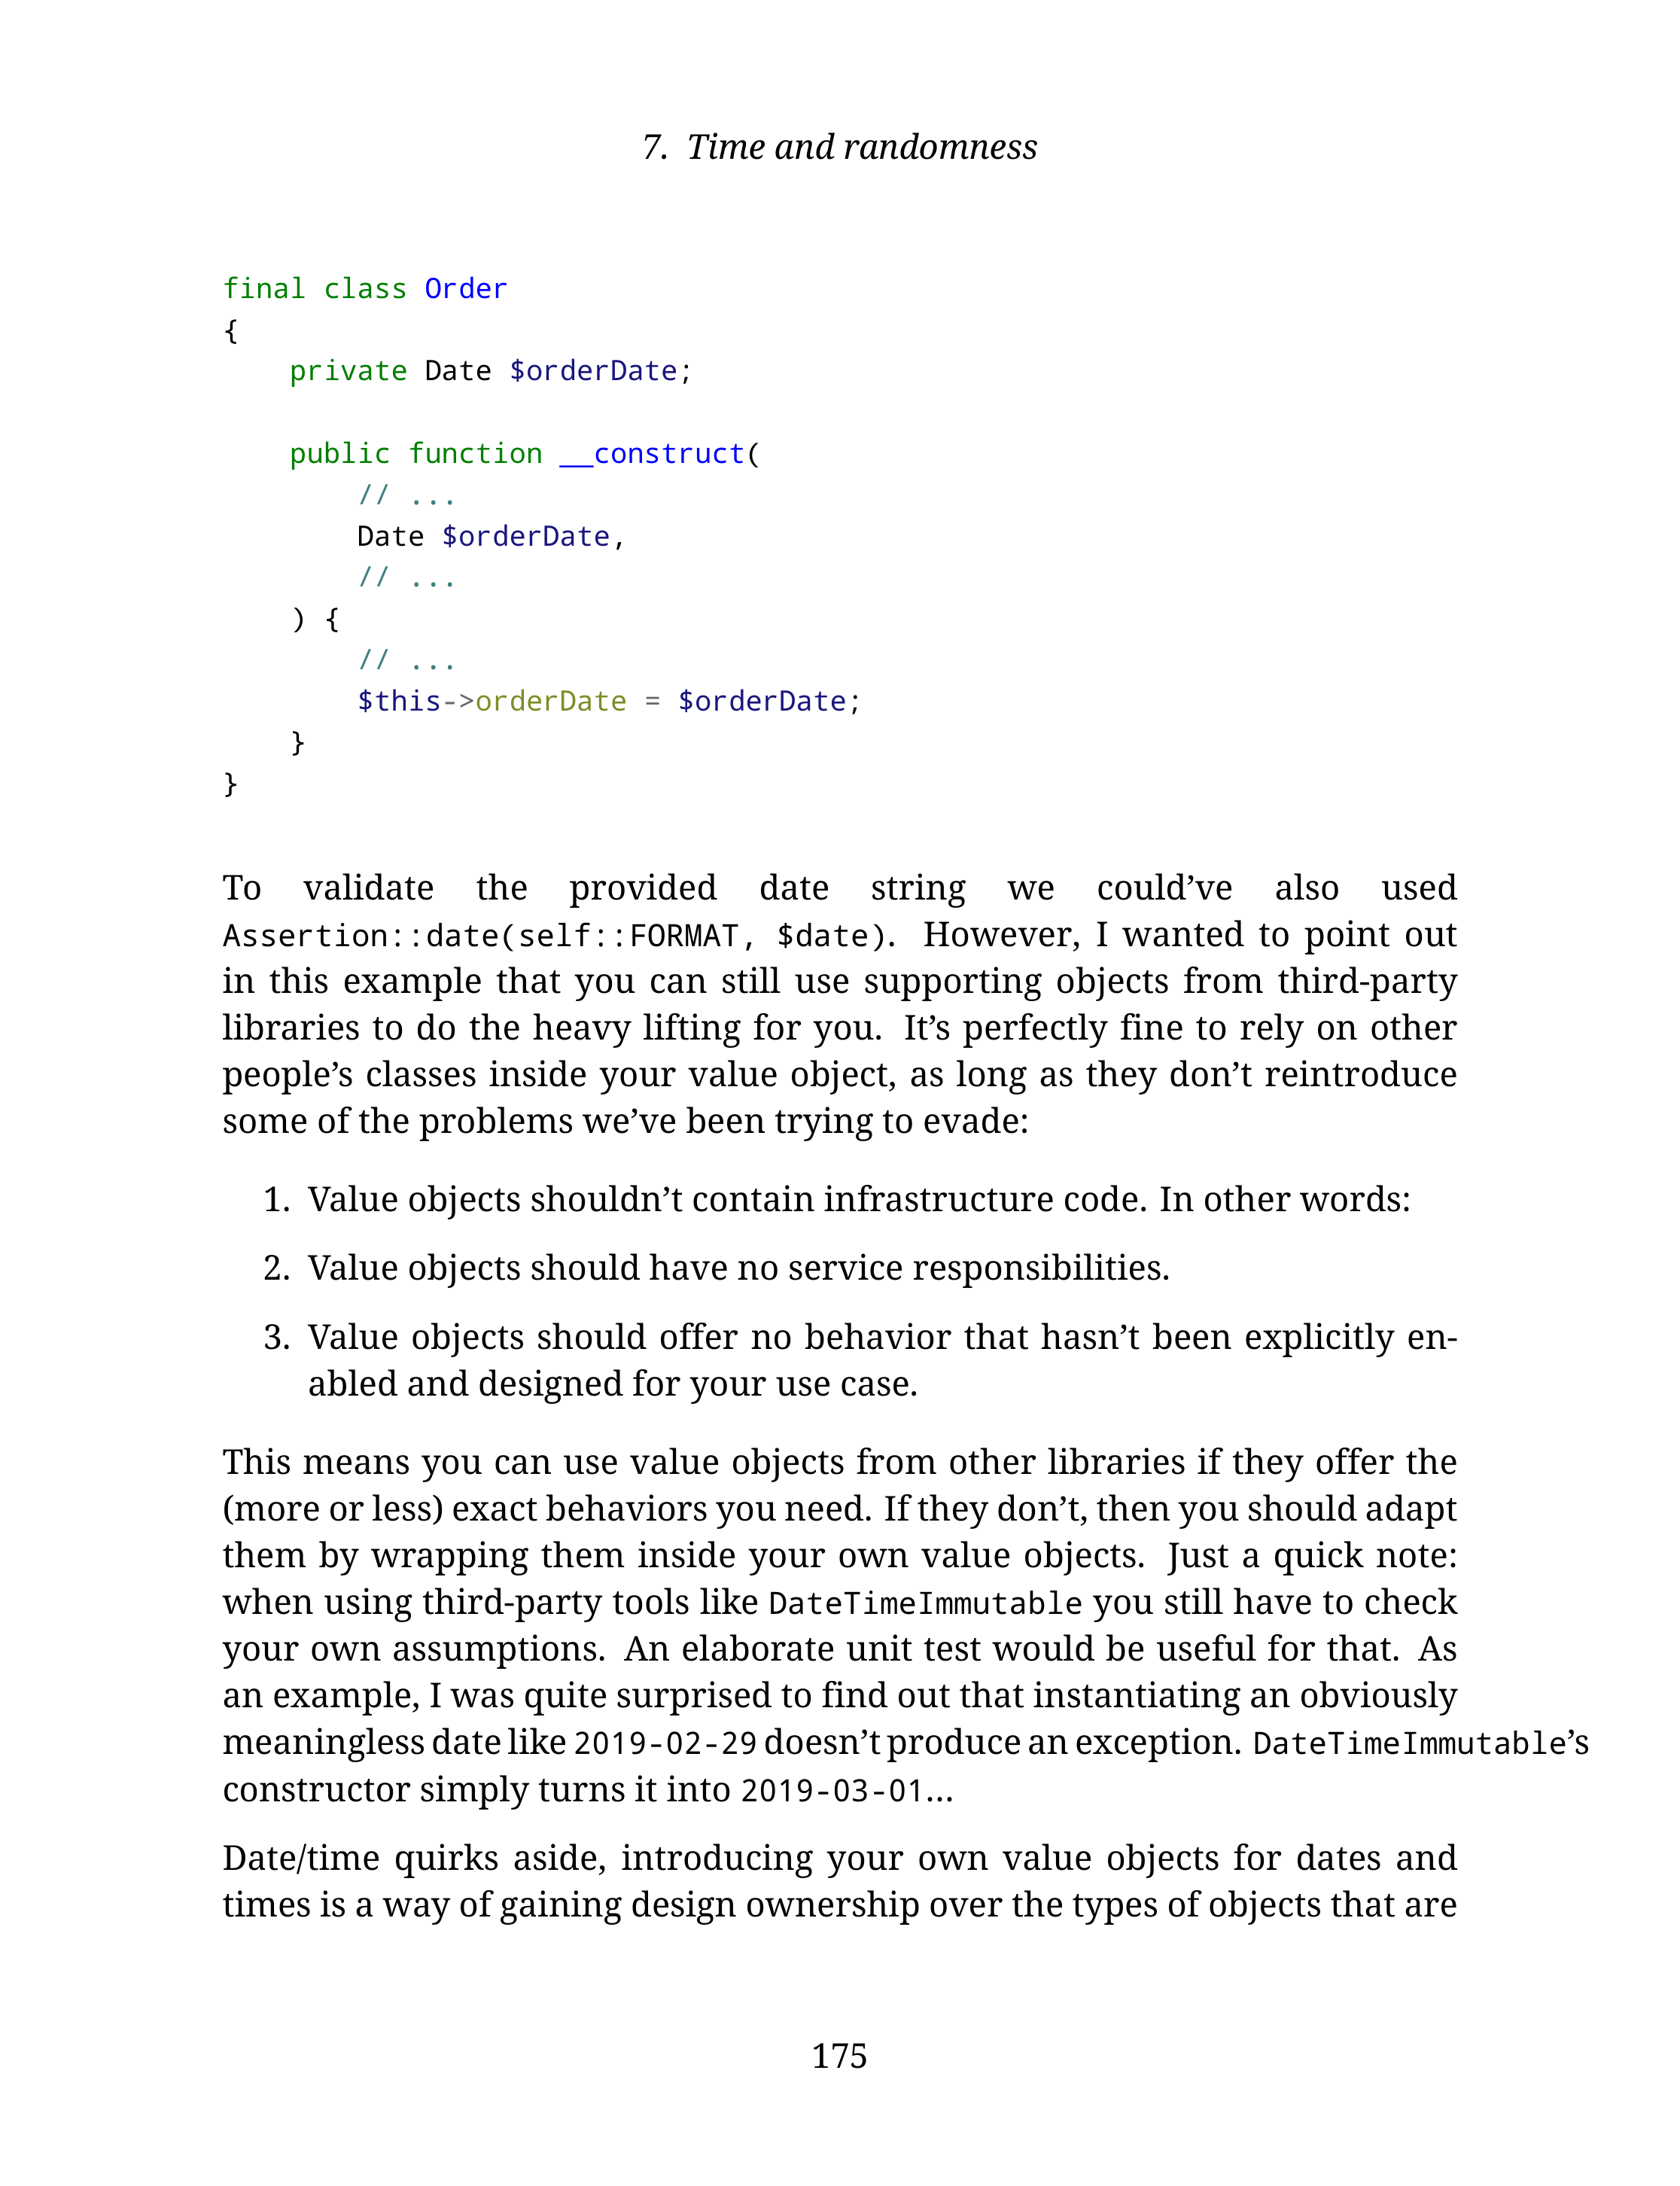 7. Time and randomness
final class Order
{
    private Date $orderDate;

    public function __construct(
        // ...
        Date $orderDate,
        // ...
    ) {
        // ...
        $this->orderDate = $orderDate;
    }
}
To validate the provided date string we could’ve also used
Assertion::date(self::FORMAT, $date). However, I wanted to point out
in this example that you can still use supporting objects from third-party
libraries to do the heavy lifting for you. It’s perfectly fine to rely on other
people’s classes inside your value object, as long as they don’t reintroduce
some of the problems we’ve been trying to evade:
1. Value objects shouldn’t contain infrastructure code. In other words:
2. Value objects should have no service responsibilities.
3. Value objects should offer no behavior that hasn’t been explicitly en-
abled and designed for your use case.
This means you can use value objects from other libraries if they offer the
(more or less) exact behaviors you need. If they don’t, then you should adapt
them by wrapping them inside your own value objects. Just a quick note:
when using third-party tools like DateTimeImmutable you still have to check
your own assumptions. An elaborate unit test would be useful for that. As
an example, I was quite surprised to find out that instantiating an obviously
meaningless date like 2019-02-29 doesn’t produce an exception. DateTimeImmutable’s
constructor simply turns it into 2019-03-01…
Date/time quirks aside, introducing your own value objects for dates and
times is a way of gaining design ownership over the types of objects that are
175